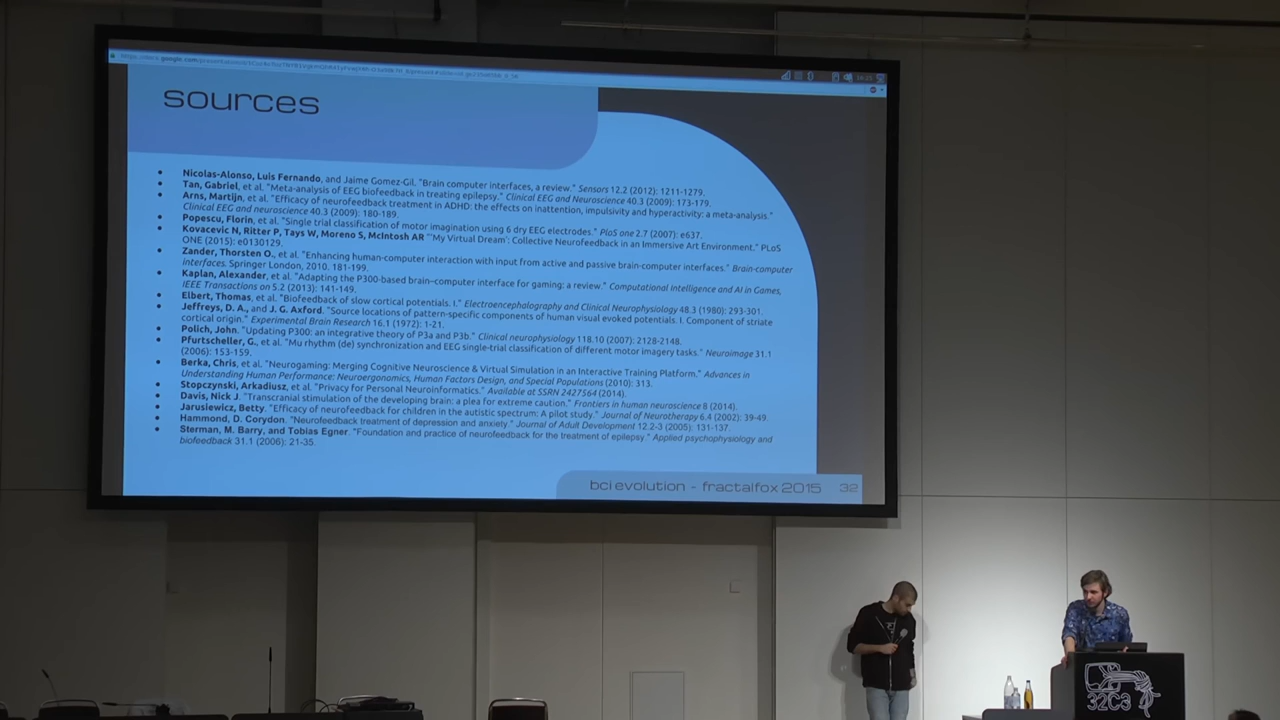 sources
• Nicolas-Alonso, Luis Fernando, and Jaime Gomez-Gil. "Brain computer interfaces, a review." Sensors 12.2 (2012): 1211-1279.
• Tan, Gabriel, et al. "Meta-analysis of EEG biofeedback in treating epilepsy." Clinical EEG and Neuroscience 40.3 (2009): 173-179.
• Arns, Martijn, et al. "Efficacy of neurofeedback treatment in ADHD: the effects on inattention, impulsivity and hyperactivity: a meta-analysis."
Clinical EEG and neuroscience 40.3 (2009): 180-189.
• Popescu, Florin, et al. "Single trial classification of motor imagination using 6 dry EEG electrodes." PloS one 2.7 (2007): e637.
• Kovacevic N, Ritter P, Tays W, Moreno S, McIntosh AR "'My Virtual Dream': Collective Neurofeedback in an Immersive Art Environment." PLoS
ONE (2015): e0130129.
• Zander, Thorsten O., et al. "Enhancing human-computer interaction with input from active and passive brain-computer interfaces." Brain-computer
interfaces. Springer London, 2010. 181-199.
• Kaplan, Alexander, et al. "Adapting the P300-based brain-computer interface for gaming: a review." Computational Intelligence and AI in Games,
IEEE Transactions on 5.2 (2013): 141-149.
• Elbert, Thomas, et al. "Biofeedback of slow cortical potentials. I." Electroencephalography and Clinical Neurophysiology 48.3 (1980): 293-301.
• Jeffreys, D. A., and J. G. Axford. "Source locations of pattern-specific components of human visual evoked potentials. I. Component of striate
cortical origin." Experimental Brain Research 16.1 (1972): 1-21.
• Polich, John. "Updating P300: an integrative theory of P3a and P3b." Clinical neurophysiology 118.10 (2007): 2128-2148.
• Pfurtscheller, G., et al. "Mu rhythm (de) synchronization and EEG single-trial classification of different motor imagery tasks." Neuroimage 31.1
(2006): 153-159.
• Berka, Chris, et al. "Neurogaming: Merging Cognitive Neuroscience & Virtual Simulation in an Interactive Training Platform." Advances in
Understanding Human Performance: Neuroergonomics, Human Factors Design, and Special Populations (2010): 313.
• Stopczynski, Arkadiusz, et al. "Privacy for Personal Neuroinformatics." Available at SSRN 2427564 (2014).
• Davis, Nick J. "Transcranial stimulation of the developing brain: a plea for extreme caution." Frontiers in human neuroscience 8 (2014).
• Jarusiewicz, Betty. "Efficacy of neurofeedback for children in the autistic spectrum: A pilot study." Journal of Neurotherapy 6.4 (2002): 39-49.
• Hammond, D. Corydon. "Neurofeedback treatment of depression and anxiety." Journal of Adult Development 12.2-3 (2005): 131-137.
• Sterman, M. Barry, and Tobias Egner. "Foundation and practice of neurofeedback for the treatment of epilepsy." Applied psychophysiology and
biofeedback 31.1 (2006): 21-35.
bci evolution - fractalfox 2015 32
32C3